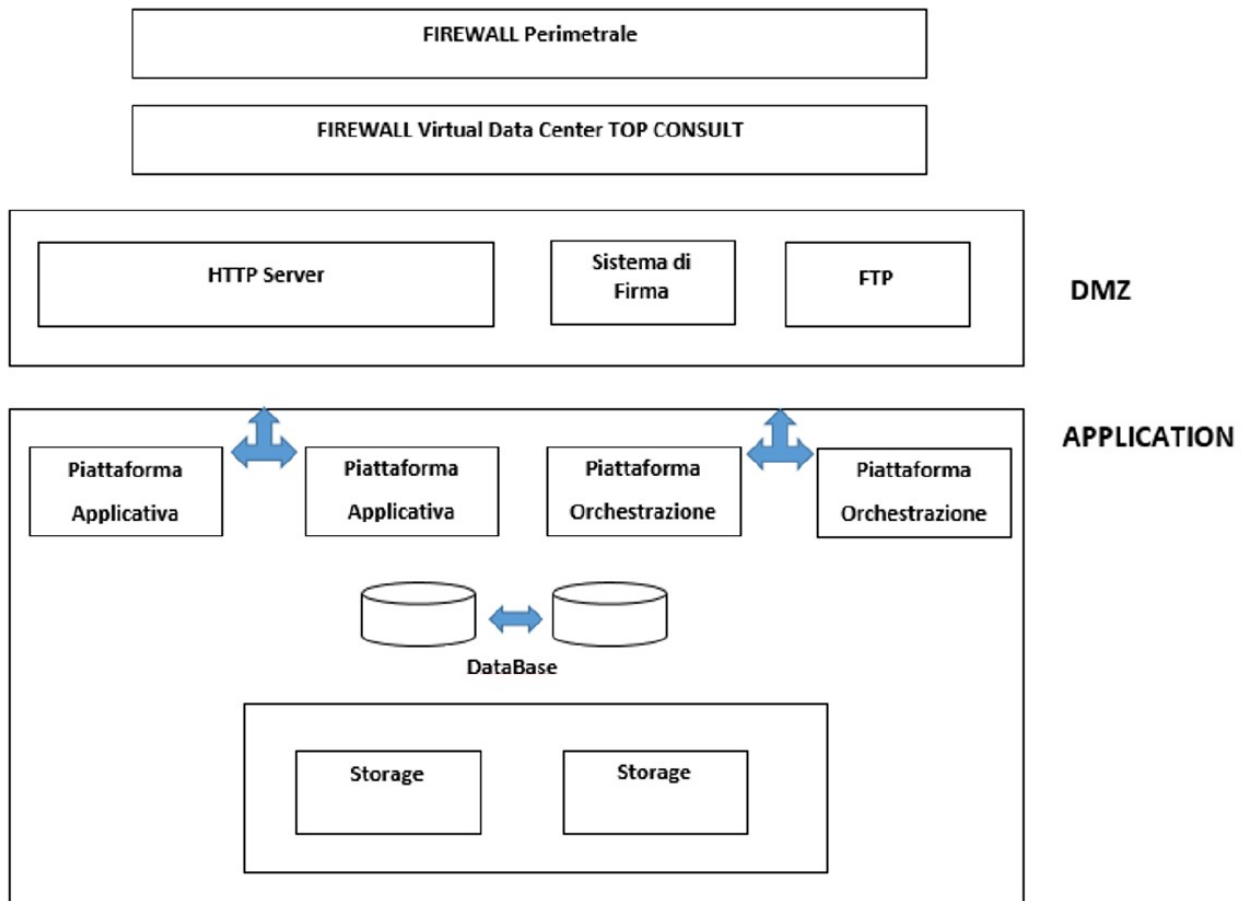 FIREWALL Perimetrale
FIREWALL Virtual Data Center TOP CONSULT
HTTP Server
Sistema di
Firma
FTP
DMZ
APPLICATION
Piattaforma
Applicativa
Piattaforma
Applicativa
Piattaforma
Orchestrazione
Piattaforma
Orchestrazione
DataBase
Storage
Storage